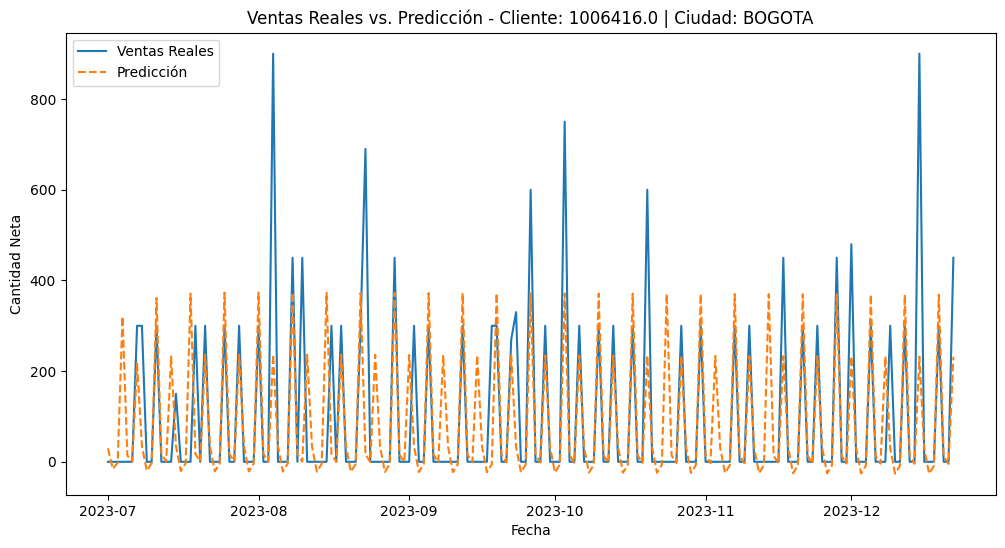 Ventas Reales vs. Predicción - Cliente: 1006416.0 | Ciudad: BOGOTA
Ventas Reales
Predicción
Cantidad Neta
800
600
400
200
0
2023-07 2023-08 2023-09 2023-10 2023-11 2023-12
Fecha